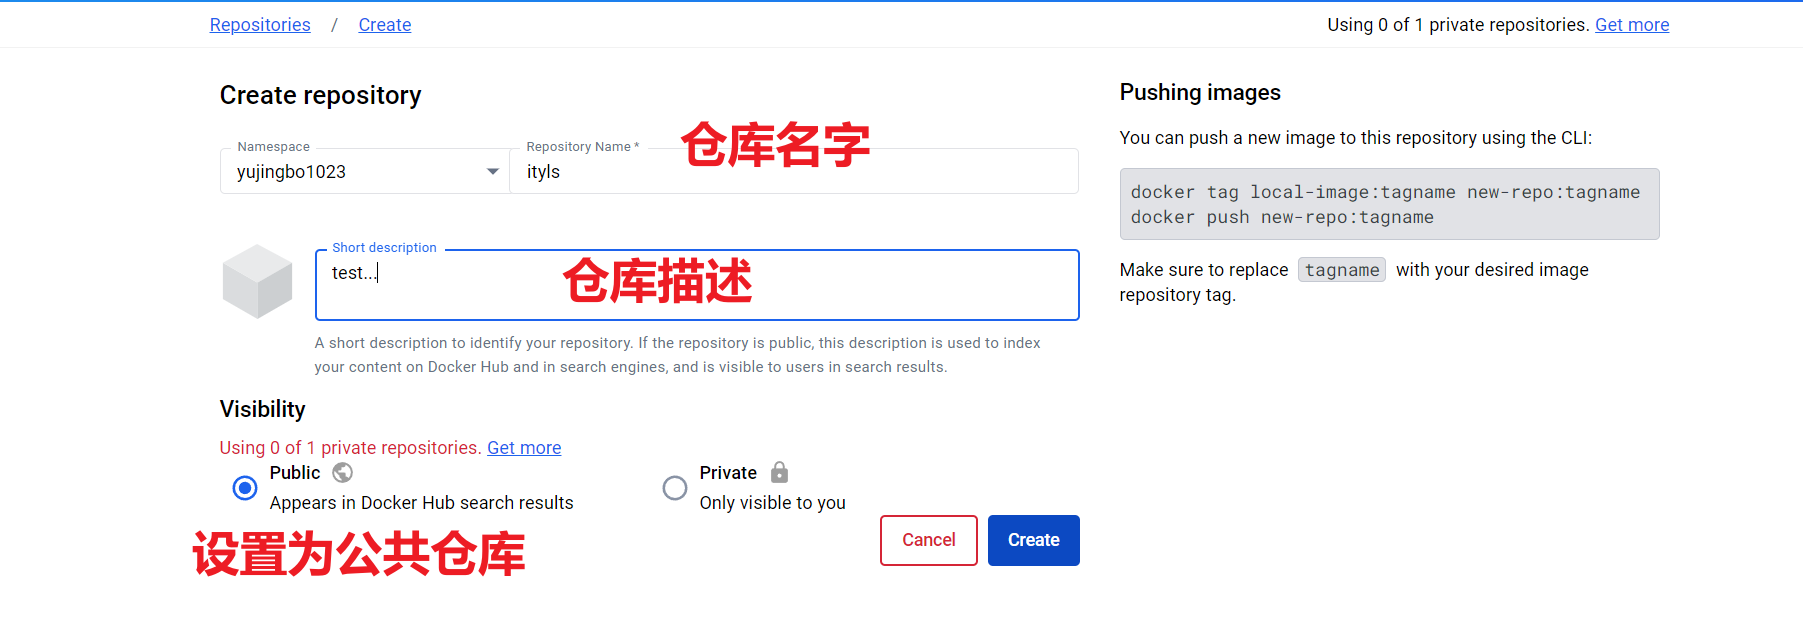 Repositories / Create
Using 0 of 1 private repositories. Get more
Create repository
Namespace
yujingbo1023
Repository Name *
ityls
仓库名字
Short description
test...
仓库描述
A short description to identify your repository. If the repository is public, this description is used to index
your content on Docker Hub and in search engines, and is visible to users in search results.
Visibility
Using 0 of 1 private repositories. Get more
Public
Appears in Docker Hub search results
Private
Only visible to you
设置为公共仓库
Cancel
Create
Pushing images
You can push a new image to this repository using the CLI:
docker tag local-image:tagname new-repo:tagname
docker push new-repo:tagname
Make sure to replace tagname with your desired image
repository tag.